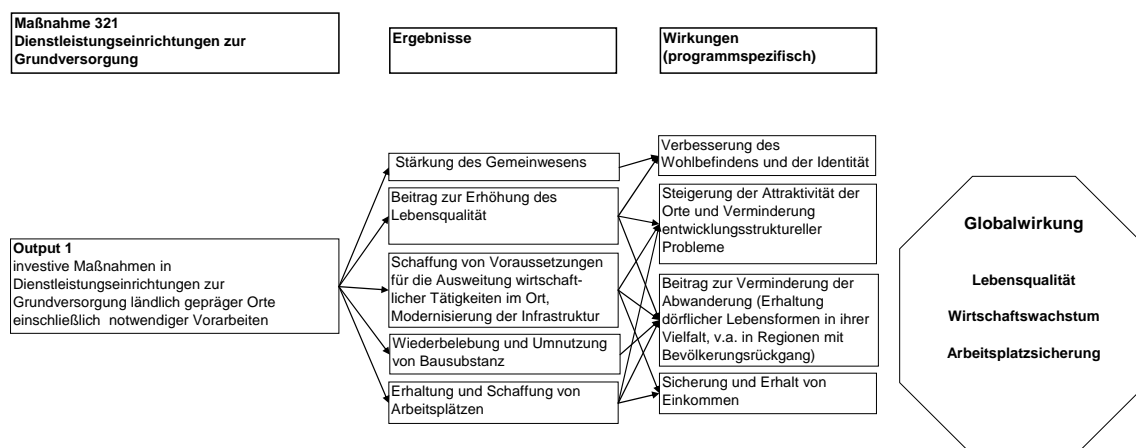 Maßnahme 321
Dienstleistungseinrichtungen zur
Grundversorgung
Ergebnisse
Wirkungen
(programmspezifisch)
Output 1
investive Maßnahmen in
Dienstleistungseinrichtungen zur
Grundversorgung ländlich gepräger Orte
einschließlich notwendiger Vorarbeiten
Stärkung des Gemeinwesens
Beitrag zur Erhöhung des
Lebensqualität
Schaffung von Voraussetzungen
für die Ausweitung wirtschaft-
licher Tätigkeiten im Ort,
Modernisierung der Infrastruktur
Wiederbelebung und Umnutzung
von Bausubstanz
Erhaltung und Schaffung von
Arbeitsplätzen
Verbesserung des
Wohlbefindens und der Identität
Steigerung der Attraktivität der
Orte und Verminderung
entwicklungsstruktureller
Probleme
Beitrag zur Verminderung der
Abwanderung (Erhaltung
dörflicher Lebensformen in ihrer
Vielfalt, v.a. in Regionen mit
Bevölkerungsrückgang)
Sicherung und Erhalt von
Einkommen
Globalwirkung
Lebensqualität
Wirtschaftswachstum
Arbeitsplatzsicherung